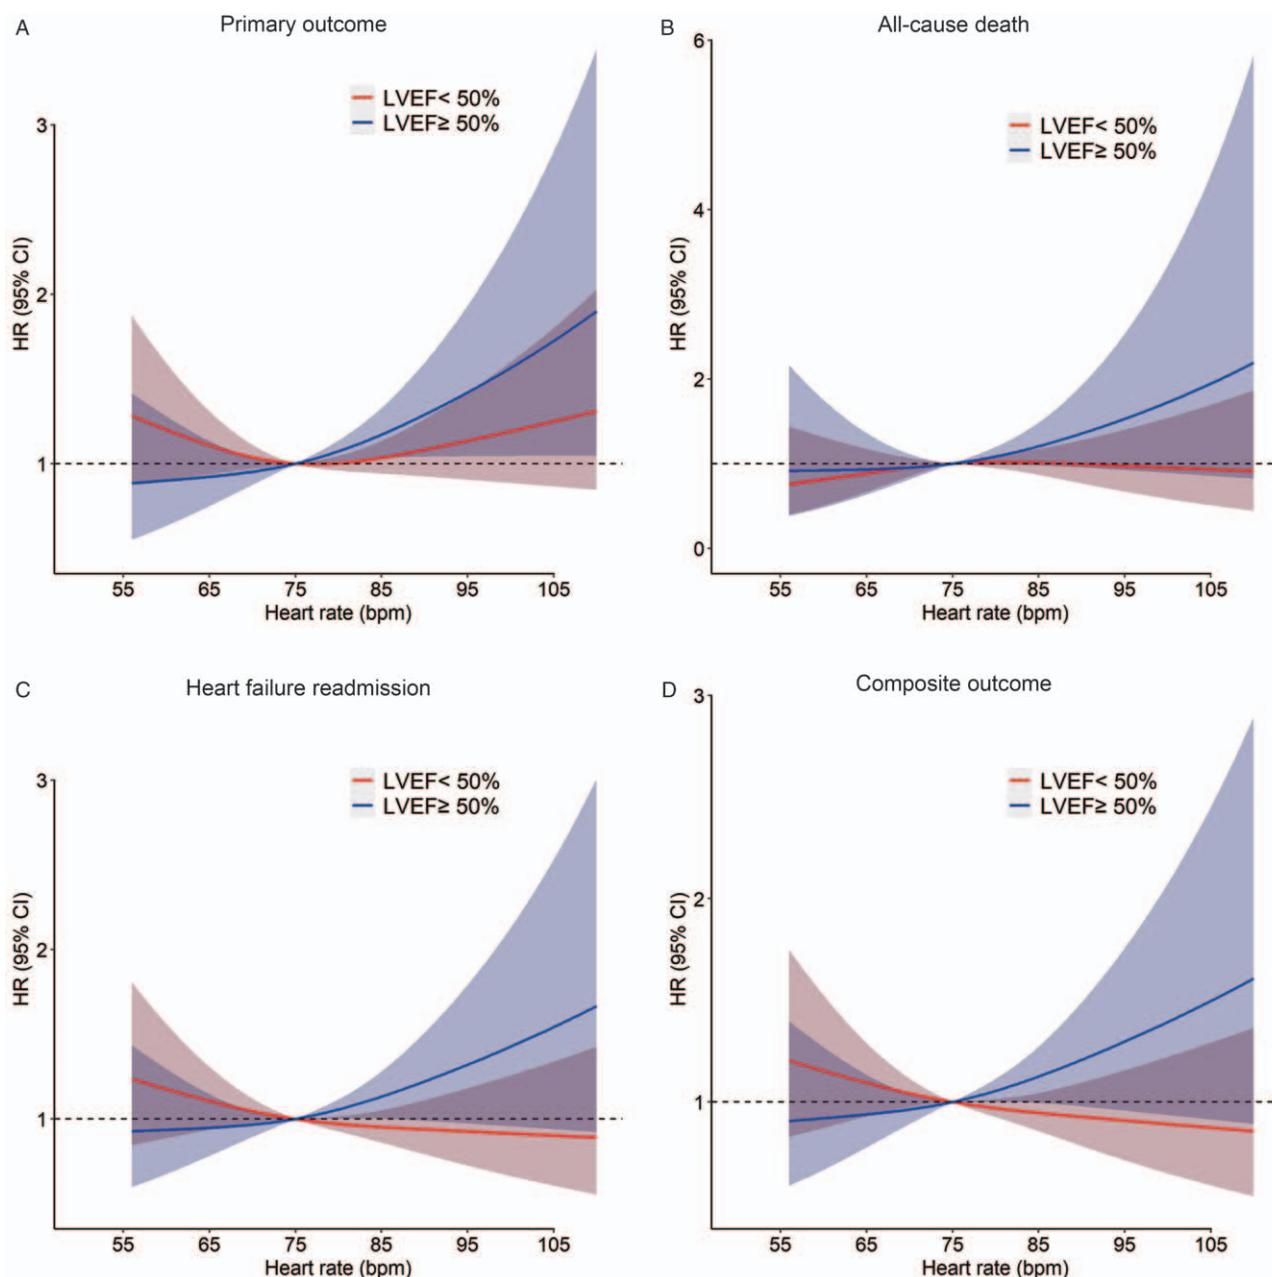 A
Primary outcome
LVEF< 50%
LVEF≥ 50%
3
2
1
HR (95% CI)
55 65 75 85 95 105
Heart rate (bpm)
B
All-cause death
LVEF< 50%
LVEF≥ 50%
6
4
2
0
HR (95% CI)
55 65 75 85 95 105
Heart rate (bpm)
C
Heart failure readmission
LVEF< 50%
LVEF≥ 50%
3
2
1
HR (95% CI)
55 65 75 85 95 105
Heart rate (bpm)
D
Composite outcome
LVEF< 50%
LVEF≥ 50%
3
2
1
HR (95% CI)
55 65 75 85 95 105
Heart rate (bpm)